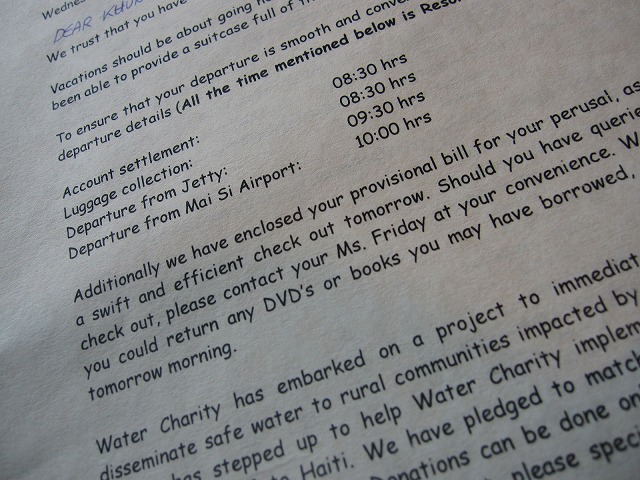 Wednes
DEAR KHUN
We trust that you have
Vacations should be about going ho
been able to provide a suitcase full of
To ensure that your departure is smooth and conve
departure details (All the time mentioned below is Reso
Account settlement: 08:30 hrs
Luggage collection: 08:30 hrs
Departure from Jetty: 09:30 hrs
Departure from Mai Si Airport: 10:00 hrs
Additionally we have enclosed your provisional bill for your perusal, as
a swift and efficient check out tomorrow. Should you have querie
check out, please contact your Ms. Friday at your convenience. W
you could return any DVD's or books you may have borrowed,
tomorrow morning.
Water Charity has embarked on a project to immediat
disseminate safe water to rural communities impacted by
has stepped up to help Water Charity implem
to Haiti. We have pledged to match
Donations can be done on
please speci